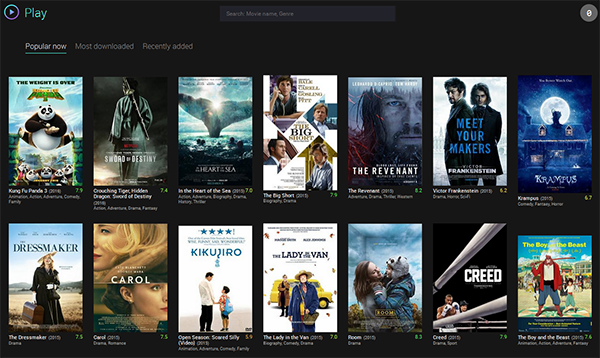 Play
Search: Movie name, Genre
0
Popular now Most downloaded Recently added
THE WEIGHT IS OVER
SWORD OF DESTINY
IN THE HEART OF THE SEA
BALE
CARELL
GOSLING
PITT
THE BIG SHORT
LEONARDO DICAPRIO TOM HARDY
THE REVENANT
MEET YOUR MAKERS
VICTOR FRANKENSTEIN
KRAMPUS
Kung Fu Panda 3 (2016) 7.9
Animation, Action, Adventure, Comedy, Family
Crouching Tiger, Hidden Dragon: Sword of Destiny (2016) 7.4
Action, Adventure, Drama
In the Heart of the Sea (2015) 7.0
Action, Adventure, Biography, Drama, History, Thriller
The Big Short (2015) 7.9
Biography, Drama
The Revenant (2015) 8.2
Adventure, Drama, Thriller, Western
Victor Frankenstein (2015) 6.2
Drama, Horror, Sci-Fi
Krampus (2015) 6.7
Comedy, Fantasy, Horror
THE DRESSMAKER
CAROL
KIKUJIRO
THE LADY IN THE VAN
ROOM
CREED
The Boy and the Beast
The Dressmaker (2015) 7.5
Drama
Carol (2015) 7.5
Drama, Romance
Open Season: Scared Silly (Video) (2015) 6.9
Animation, Adventure, Comedy, Family
The Lady in the Van (2015) 7.0
Biography, Comedy, Drama
Room (2015) 8.3
Drama
Creed (2015) 7.9
Drama, Sport
The Boy and the Beast (2015) 7.6
Animation, Action, Adventure, Fantasy